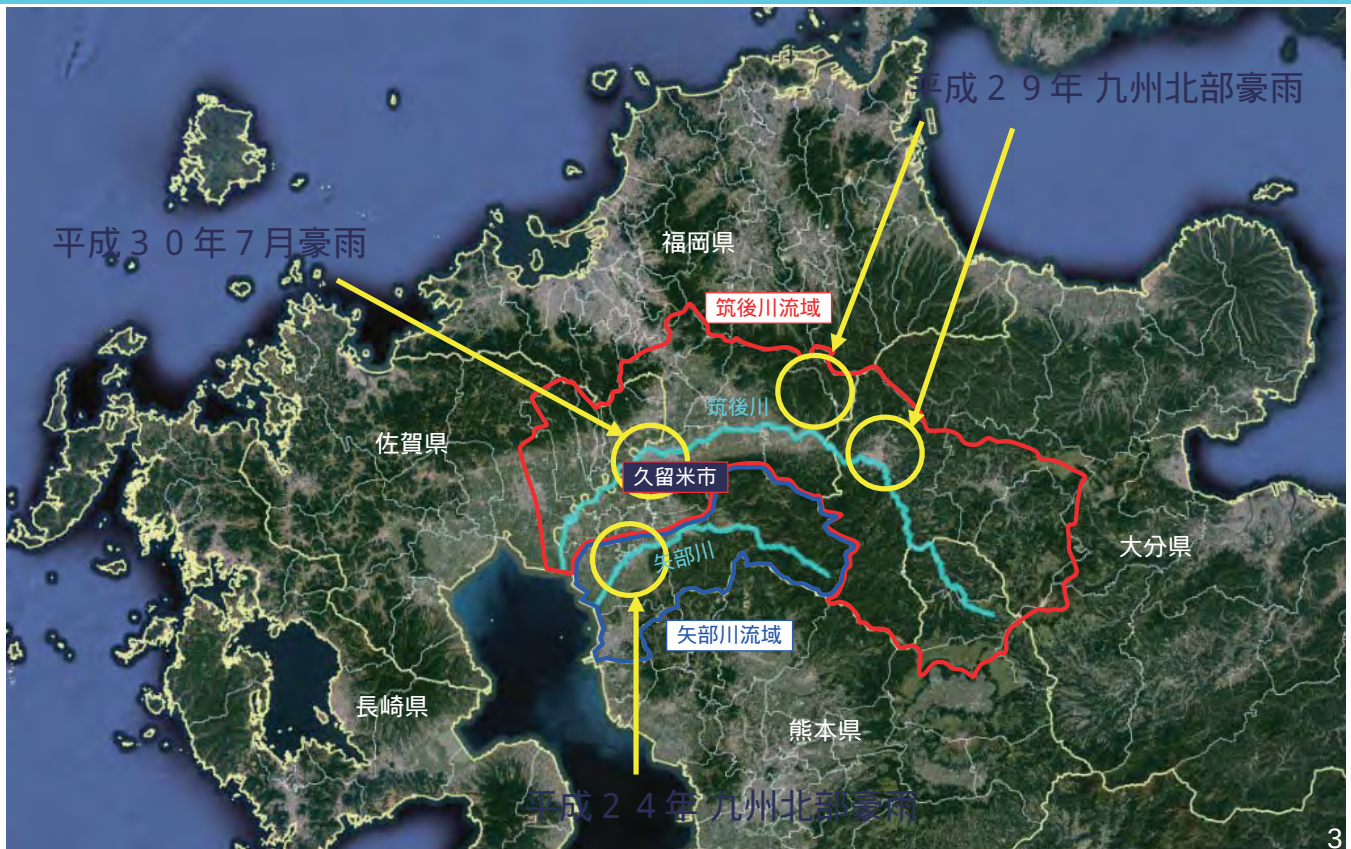 平成２９年 九州北部豪雨
平成３０年７月豪雨
福岡県
筑後川流域
筑後川
佐賀県
久留米市
大分県
矢部川
矢部川流域
長崎県
熊本県
平成２４年 九州北部豪雨
3